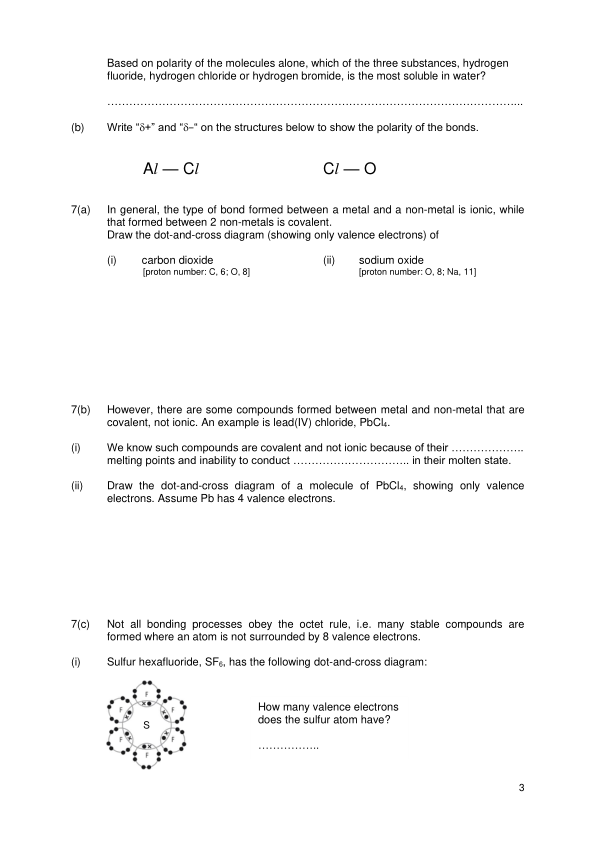 Based on polarity of the molecules alone, which of the three substances, hydrogen
fluoride, hydrogen chloride or hydrogen bromide, is the most soluble in water?
…………………………………………………………………………………………………...
(b) Write “δ+” and “δ–“ on the structures below to show the polarity of the bonds.
Al — Cl Cl — O
7(a) In general, the type of bond formed between a metal and a non-metal is ionic, while
that formed between 2 non-metals is covalent.
Draw the dot-and-cross diagram (showing only valence electrons) of
(i) carbon dioxide (ii) sodium oxide
[proton number: C, 6; O, 8] [proton number: O, 8; Na, 11]
7(b) However, there are some compounds formed between metal and non-metal that are
covalent, not ionic. An example is lead(IV) chloride, PbCl₄.
(i) We know such compounds are covalent and not ionic because of their ………………..
melting points and inability to conduct ………………………….. in their molten state.
(ii) Draw the dot-and-cross diagram of a molecule of PbCl₄, showing only valence
electrons. Assume Pb has 4 valence electrons.
7(c) Not all bonding processes obey the octet rule, i.e. many stable compounds are
formed where an atom is not surrounded by 8 valence electrons.
(i) Sulfur hexafluoride, SF₆, has the following dot-and-cross diagram:
F
F F
S
F F
F
How many valence electrons
does the sulfur atom have?
……………..
3